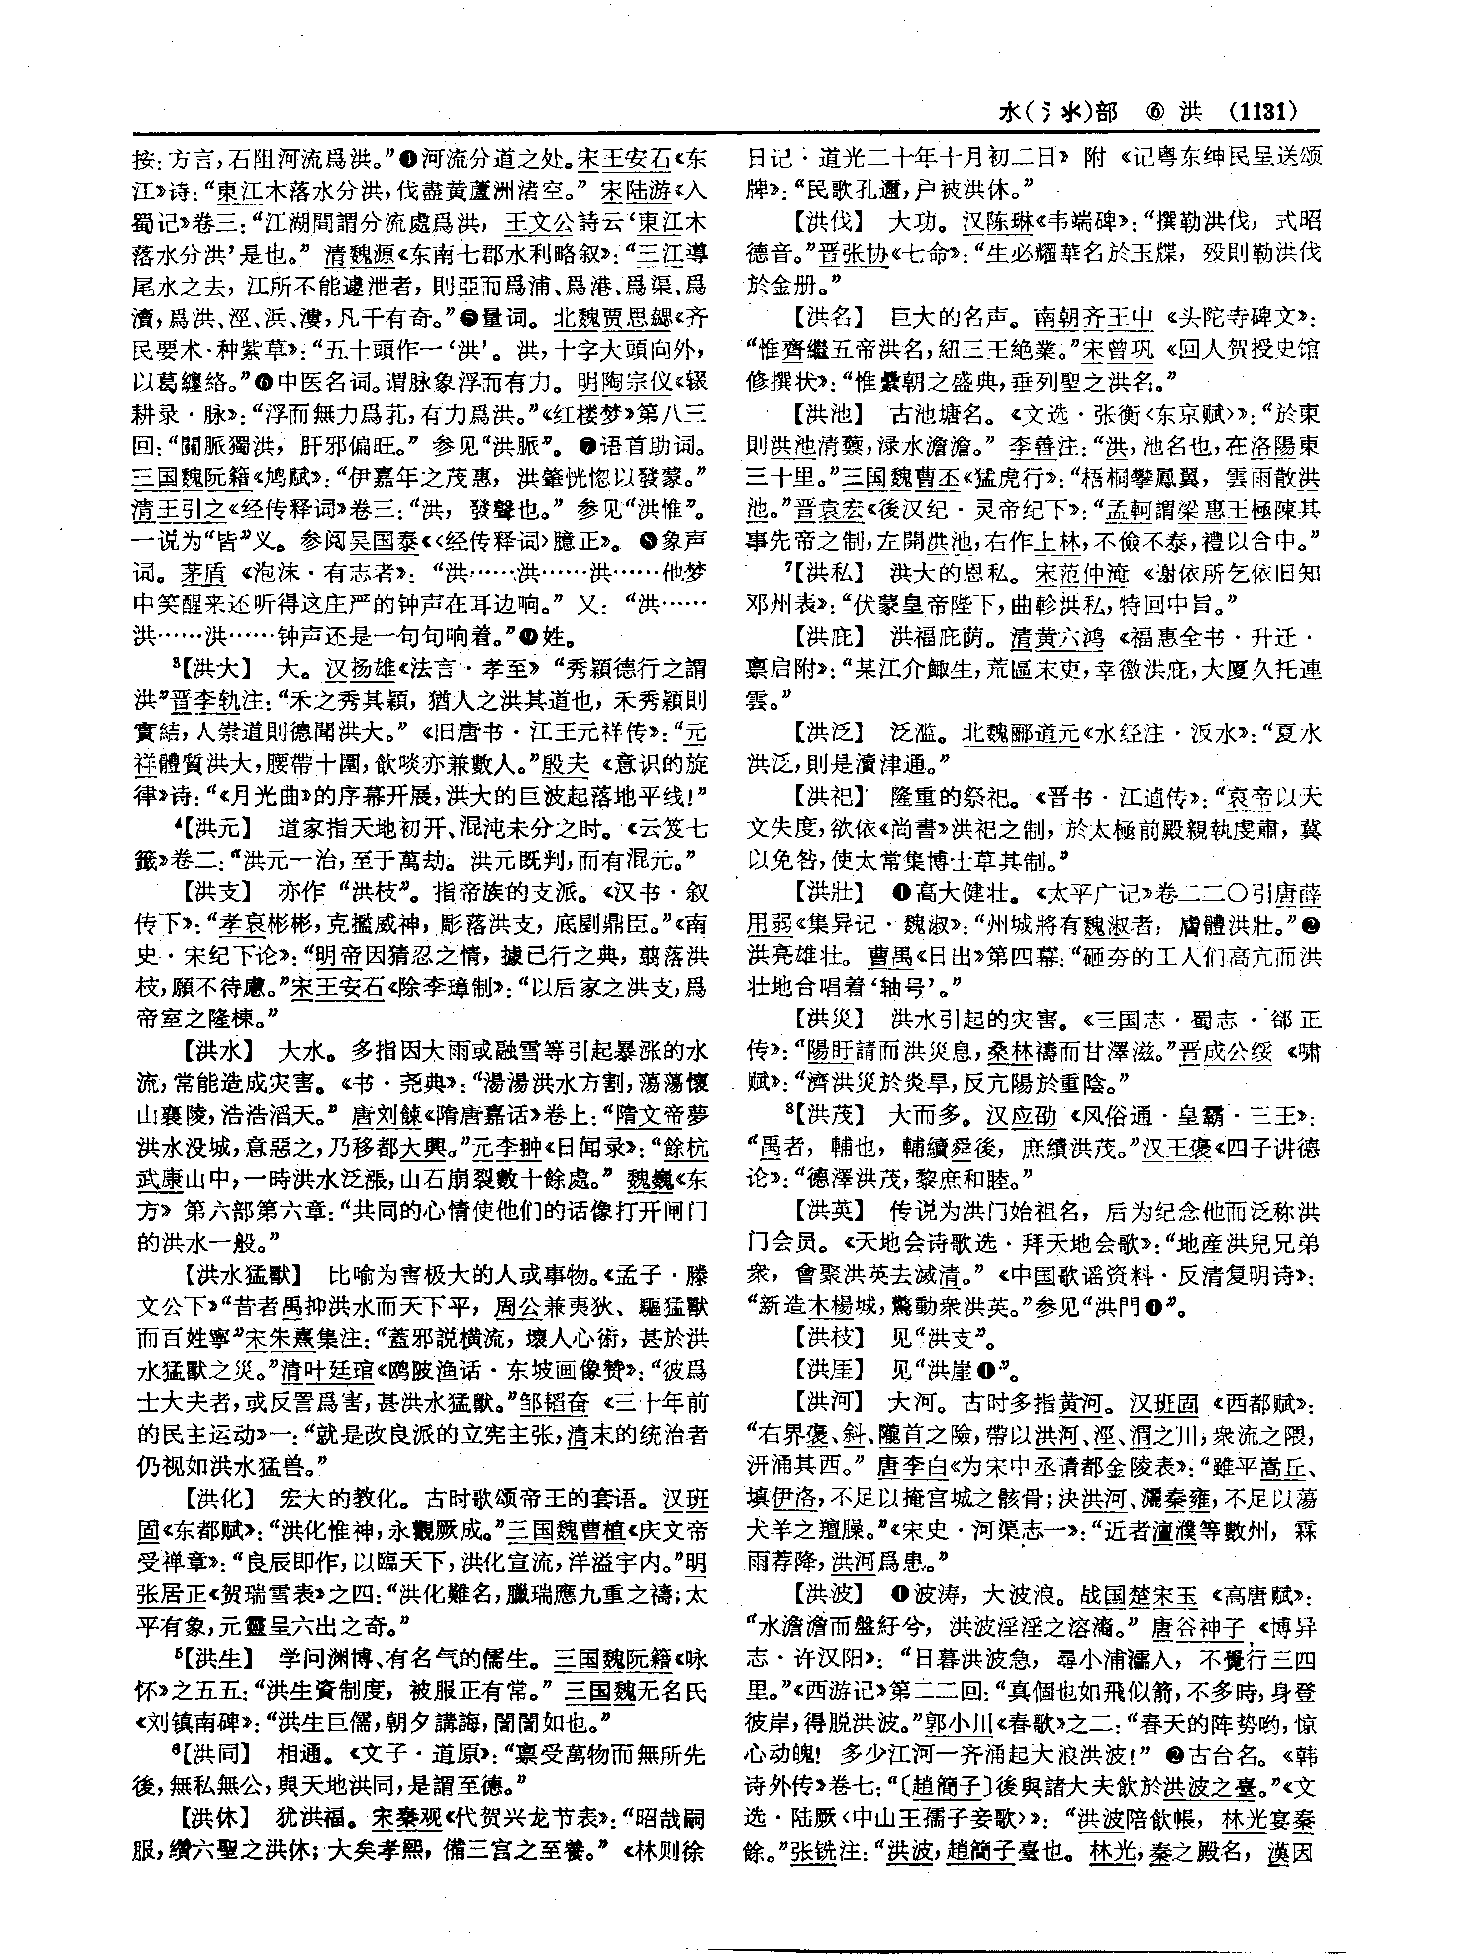 水(氵氺)部　⑥　洪　(1131)
按：方言，石阻河流爲洪。”❹河流分道之处。宋王安石《东
江》诗：“東江木落水分洪，伐盡黄蘆洲渚空。” 宋陆游《入
蜀记》卷三：“江湖間謂分流處爲洪，王文公詩云‘東江木
落水分洪’是也。” 清魏源《东南七郡水利略叙》：“三江導
尾水之去，江所不能遽泄者，則亞而爲浦、爲港、爲渠、爲
瀆，爲洪、涇、浜、漊，凡千有奇。”❺量词。北魏贾思勰《齐
民要术·种紫草》：“五十頭作一‘洪’。洪，十字大頭向外，
以葛纏絡。”❻中医名词。谓脉象浮而有力。明陶宗仪《辍
耕录·脉》：“浮而無力爲芤，有力爲洪。”《红楼梦》第八三
回：“關脈獨洪，肝邪偏旺。” 参见“洪脈”。❼语首助词。
三国魏阮籍《鸠赋》：“伊嘉年之茂惠，洪肇恍惚以發蒙。”
清王引之《经传释词》卷三：“洪，發聲也。” 参见“洪惟”。
一说为“皆”义。参阅吴国泰《〈经传释词〉臆正》。❽象声
词。茅盾《泡沫·有志者》：“洪……洪……洪……他梦
中笑醒来还听得这庄严的钟声在耳边响。” 又：“洪……
洪……洪……钟声还是一句句响着。”❾姓。
³【洪大】　大。汉扬雄《法言·孝至》“秀穎德行之謂
洪”晋李轨注：“禾之秀其穎，猶人之洪其道也，禾秀穎則
實結，人崇道則德聞洪大。”《旧唐书·江王元祥传》：“元
祥體質洪大，腰帶十圍，飲啖亦兼數人。”殷夫《意识的旋
律》诗：“《月光曲》的序幕开展，洪大的巨波起落地平线！”
⁴【洪元】　道家指天地初开、混沌未分之时。《云笈七
籤》卷二：“洪元一治，至于萬劫。洪元既判，而有混元。”
【洪支】　亦作“洪枝”。指帝族的支派。《汉书·叙
传下》：“孝哀彬彬，克擥威神，彫落洪支，底剭鼎臣。”《南
史·宋纪下论》：“明帝因猜忍之情，據已行之典，翦落洪
枝，願不待慮。”宋王安石《除李璋制》：“以后家之洪支，爲
帝室之隆棟。”
【洪水】　大水。多指因大雨或融雪等引起暴涨的水
流，常能造成灾害。《书·尧典》：“湯湯洪水方割，蕩蕩懷
山襄陵，浩浩滔天。” 唐刘餗《隋唐嘉话》卷上：“隋文帝夢
洪水没城，意惡之，乃移都大興。”元李翀《日闻录》：“餘杭
武康山中，一時洪水泛漲，山石崩裂數十餘處。” 魏巍《东
方》第六部第六章：“共同的心情使他们的话像打开闸门
的洪水一般。”
【洪水猛獸】　比喻为害极大的人或事物。《孟子·滕
文公下》“昔者禹抑洪水而天下平，周公兼夷狄、驅猛獸
而百姓寧”宋朱熹集注：“蓋邪説横流，壞人心術，甚於洪
水猛獸之災。”清叶廷琯《鸥陂渔话·东坡画像赞》：“彼爲
士大夫者，或反詈爲害，甚洪水猛獸。”邹韬奋《三十年前
的民主运动》一：“就是改良派的立宪主张，清末的统治者
仍视如洪水猛兽。”
【洪化】　宏大的教化。古时歌颂帝王的套语。汉班
固《东都赋》：“洪化惟神，永觀厥成。”三国魏曹植《庆文帝
受禅章》：“良辰即作，以臨天下，洪化宣流，洋溢宇内。”明
张居正《贺瑞雪表》之四：“洪化難名，臘瑞應九重之禱；太
平有象，元靈呈六出之奇。”
⁵【洪生】　学问渊博、有名气的儒生。三国魏阮籍《咏
怀》之五五：“洪生資制度，被服正有常。” 三国魏无名氏
《刘镇南碑》：“洪生巨儒，朝夕講誨，誾誾如也。”
⁶【洪同】　相通。《文子·道原》：“禀受萬物而無所先
後，無私無公，與天地洪同，是謂至德。”
【洪休】　犹洪福。宋秦观《代贺兴龙节表》：“昭哉嗣
服，纘六聖之洪休；大矣孝熙，備三宫之至養。”《林则徐
日记·道光二十年十月初二日》附《记粤东绅民呈送颂
牌》：“民歌孔邇，户被洪休。”
【洪伐】　大功。汉陈琳《韦端碑》：“撰勒洪伐，式昭
德音。”晋张协《七命》：“生必耀華名於玉牒，殁則勒洪伐
於金册。”
【洪名】　巨大的名声。南朝齐王屮《头陀寺碑文》：
“惟齊繼五帝洪名，紐三王絶業。”宋曾巩《回人贺授史馆
修撰状》：“惟曩朝之盛典，垂列聖之洪名。”
【洪池】　古池塘名。《文选·张衡〈东京赋〉》：“於東
則洪池清蘌，渌水澹澹。” 李善注：“洪，池名也，在洛陽東
三十里。”三国魏曹丕《猛虎行》：“梧桐攀鳳翼，雲雨散洪
池。”晋袁宏《後汉纪·灵帝纪下》：“孟軻謂梁惠王極陳其
事先帝之制，左開洪池，右作上林，不儉不泰，禮以合中。”
⁷【洪私】　洪大的恩私。宋范仲淹《谢依所乞依旧知
邓州表》：“伏蒙皇帝陛下，曲軫洪私，特回中旨。”
【洪庇】　洪福庇荫。清黄六鸿《福惠全书·升迁·
禀启附》：“某江介鯫生，荒區末吏，幸徼洪庇，大厦久托連
雲。”
【洪泛】　泛滥。北魏郦道元《水经注·汳水》：“夏水
洪泛，則是瀆津通。”
【洪祀】　隆重的祭祀。《晋书·江逌传》：“哀帝以天
文失度，欲依《尚書》洪祀之制，於太極前殿親執虔肅，冀
以免咎，使太常集博士草其制。”
【洪壮】　❶高大健壮。《太平广记》卷二二〇引唐薛
用弱《集异记·魏淑》：“州城將有魏淑者，膚體洪壯。”❷
洪亮雄壮。曹禺《日出》第四幕：“砸夯的工人们高亢而洪
壮地合唱着‘轴号’。”
【洪災】　洪水引起的灾害。《三国志·蜀志·郤正
传》：“陽盱請而洪災息，桑林禱而甘澤滋。”晋成公绥《啸
赋》：“濟洪災於炎旱，反亢陽於重陰。”
⁸【洪茂】　大而多。汉应劭《风俗通·皇霸·三王》：
“禹者，輔也，輔續舜後，庶績洪茂。”汉王褒《四子讲德
论》：“德澤洪茂，黎庶和睦。”
【洪英】　传说为洪门始祖名，后为纪念他而泛称洪
门会员。《天地会诗歌选·拜天地会歌》：“地産洪兒兄弟
衆，會聚洪英去滅清。”《中国歌谣资料·反清复明诗》：
“新造木楊城，驚動衆洪英。”参见“洪門❶”。
【洪枝】　见“洪支”。
【洪厓】　见“洪崖❶”。
【洪河】　大河。古时多指黄河。汉班固《西都赋》：
“右界褒、斜、隴首之險，帶以洪河、涇、渭之川，衆流之隈，
汧涌其西。” 唐李白《为宋中丞请都金陵表》：“雖平嵩丘、
填伊洛，不足以掩宫城之骸骨；決洪河、灑秦雍，不足以蕩
犬羊之羶臊。”《宋史·河渠志一》：“近者澶濮等數州，霖
雨荐降，洪河爲患。”
【洪波】　❶波涛，大波浪。战国楚宋玉《高唐赋》：
“水澹澹而盤紆兮，洪波淫淫之溶㵝。” 唐谷神子《博异
志·许汉阳》：“日暮洪波急，尋小浦灞入，不覺行三四
里。”《西游记》第二二回：“真個也如飛似箭，不多時，身登
彼岸，得脱洪波。”郭小川《春歌》之二：“春天的阵势哟，惊
心动魄！多少江河一齐涌起大浪洪波！” ❷古台名。《韩
诗外传》卷七：“〔趙簡子〕後與諸大夫飲於洪波之臺。”《文
选·陆厥〈中山王孺子妾歌〉》：“洪波陪飲帳，林光宴秦
餘。”张铣注：“洪波，趙簡子臺也。林光，秦之殿名，漢因